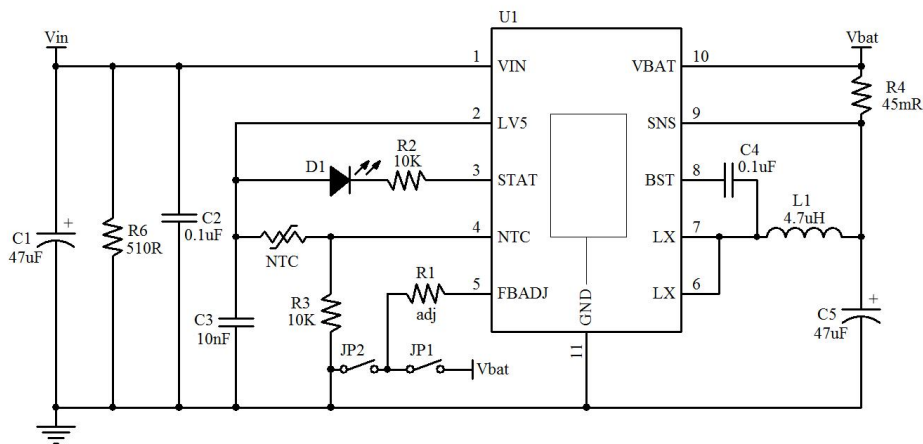 U1
Vin
Vbat
1
VIN
VBAT
10
R4
45mR
2
LV5
SNS
9
D1
R2
10K
3
STAT
BST
8
C4
0.1uF
C1
+
47uF
R6
510R
C2
0.1uF
NTC
4
NTC
LX
7
L1
4.7uH
R1
adj
5
FBADJ
LX
6
C3
10nF
R3
10K
GND
11
C5
+
47uF
JP2
JP1
Vbat